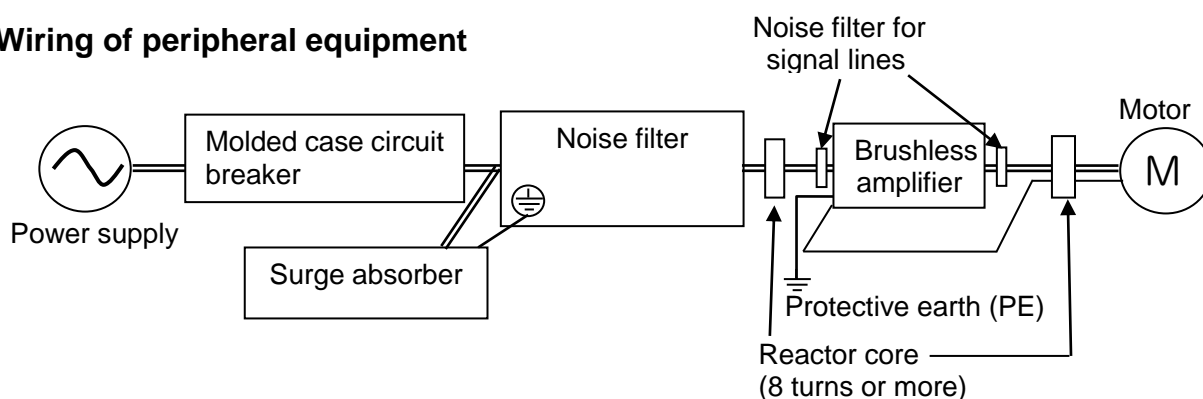 Wiring of peripheral equipment
Noise filter for
signal lines
Motor
Molded case circuit
breaker
Noise filter
Brushless
amplifier
M
Power supply
Surge absorber
Protective earth (PE)
Reactor core
(8 turns or more)